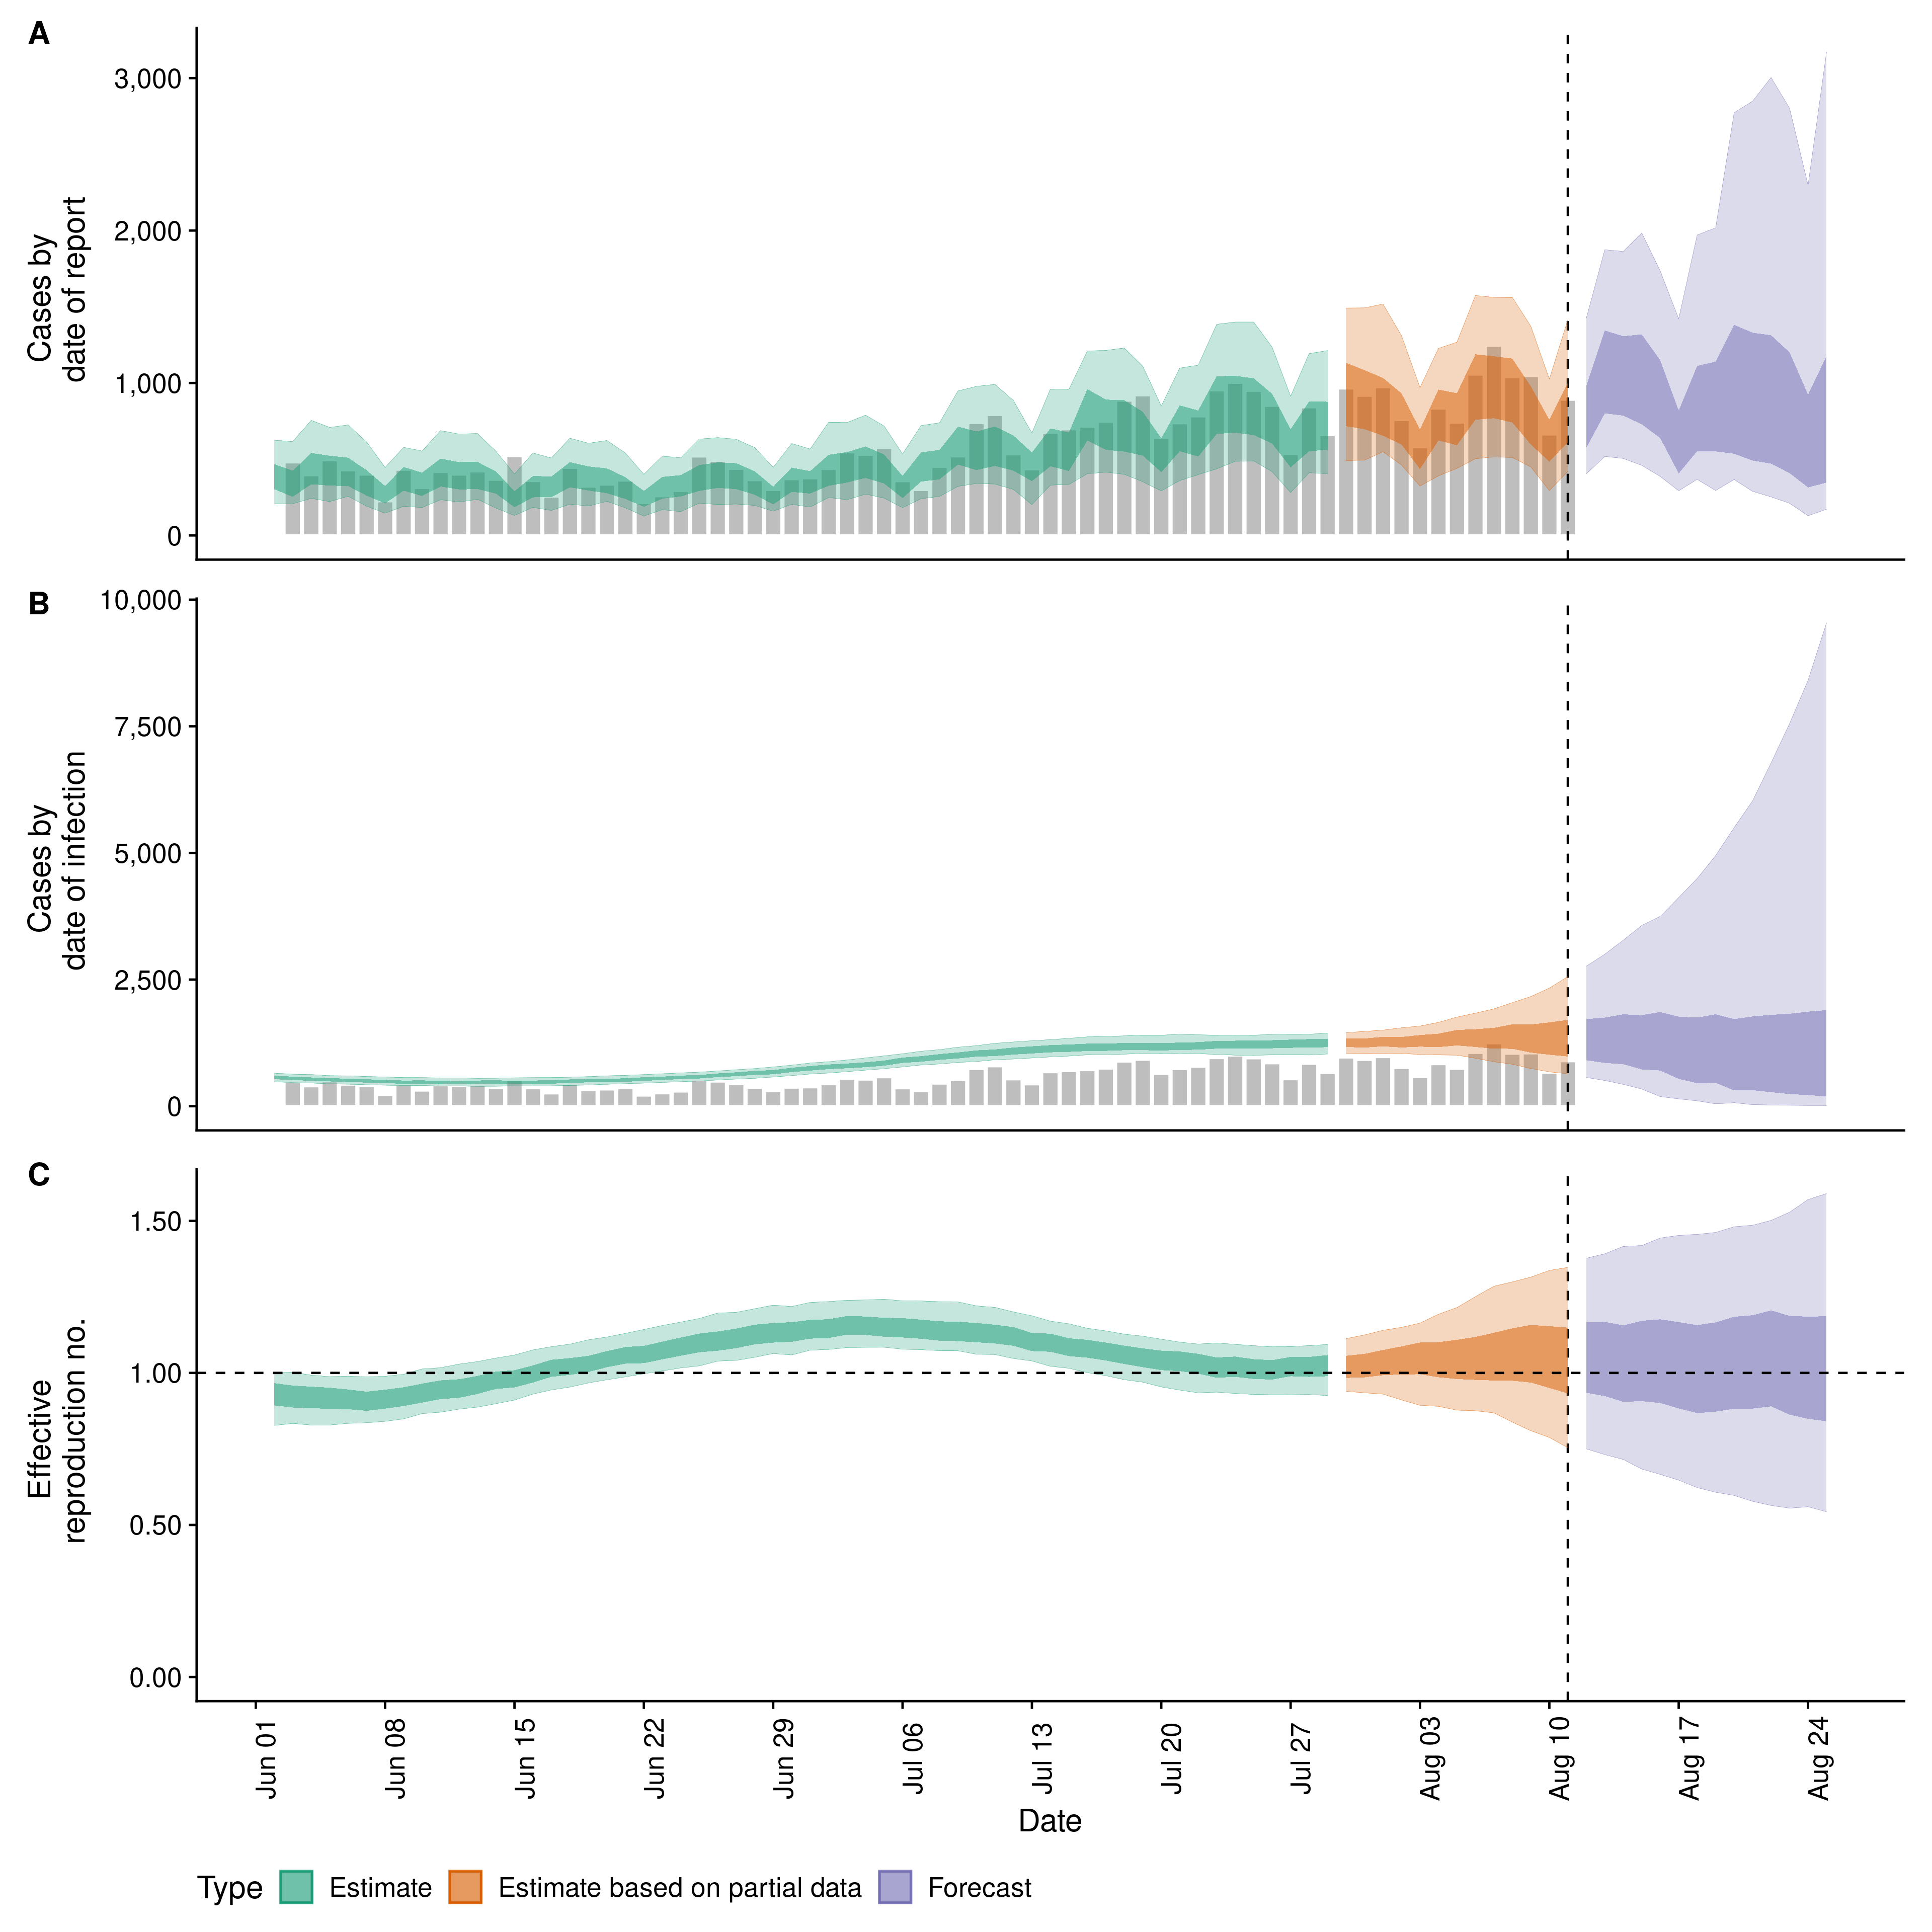 A
3,000
2,000
1,000
0
Cases by
date of report
B
10,000
7,500
5,000
2,500
0
Cases by
date of infection
C
1.50
1.00
0.50
0.00
Effective
reproduction no.
Jun 01
Jun 08
Jun 15
Jun 22
Jun 29
Jul 06
Jul 13
Jul 20
Jul 27
Aug 03
Aug 10
Aug 17
Aug 24
Date
Type Estimate Estimate based on partial data Forecast